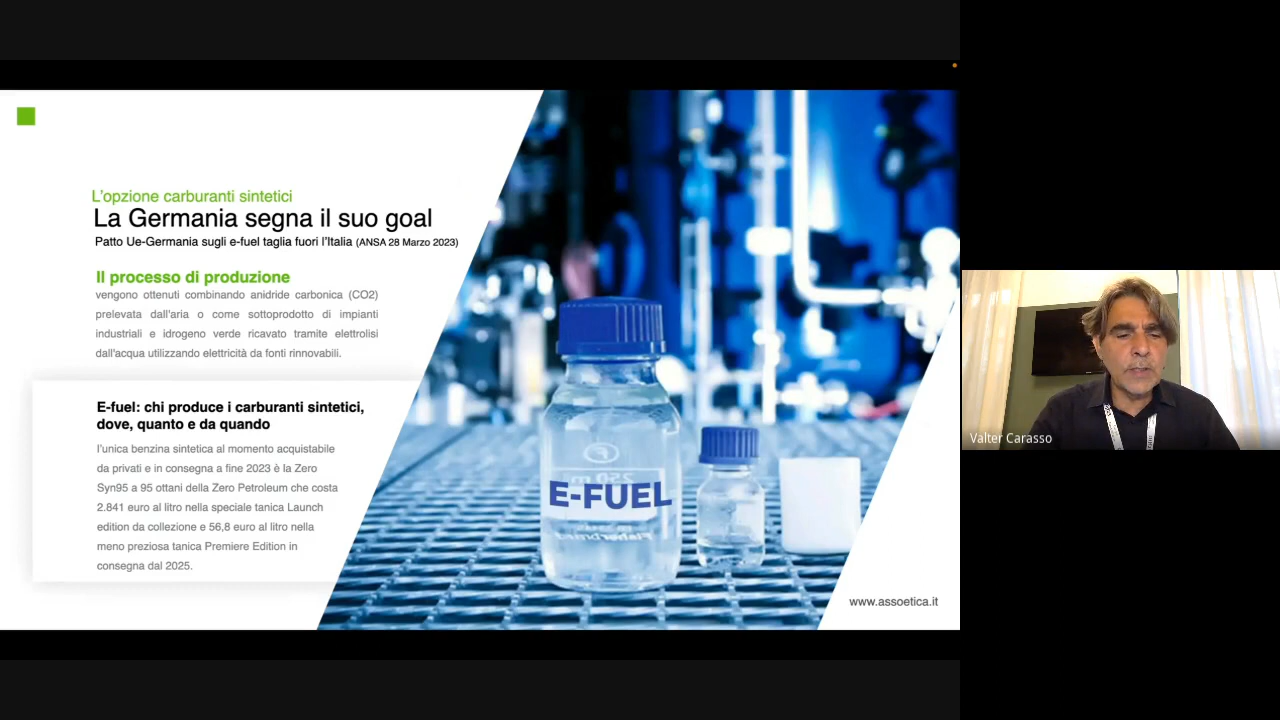 L'opzione carburanti sintetici
La Germania segna il suo goal
Patto Ue-Germania sugli e-fuel taglia fuori l'Italia (ANSA 28 Marzo 2023)
Il processo di produzione
vengono ottenuti combinando anidride carbonica (CO2)
prelevata dall'aria o come sottoprodotto di impianti
industriali e idrogeno verde ricavato tramite elettrolisi
dall'acqua utilizzando elettricità da fonti rinnovabili.
E-fuel: chi produce i carburanti sintetici,
dove, quanto e da quando
l'unica benzina sintetica al momento acquistabile
da privati e in consegna a fine 2023 è la Zero
Syn95 a 95 ottani della Zero Petroleum che costa
2.841 euro al litro nella speciale tanica Launch
edition da collezione e 56,8 euro al litro nella
meno preziosa tanica Premiere Edition in
consegna dal 2025.
E-FUEL
www.assoetica.it
Valter Carasso